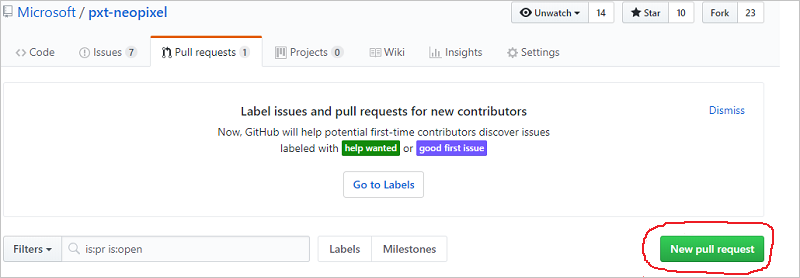 Microsoft / pxt-neopixel Unwatch 14 Star 10 Fork 23
Code Issues 7 Pull requests 1 Projects 0 Wiki Insights Settings
Label issues and pull requests for new contributors Dismiss
Now, GitHub will help potential first-time contributors discover issues
labeled with help wanted or good first issue
Go to Labels
Filters is:pr is:open Labels Milestones New pull request